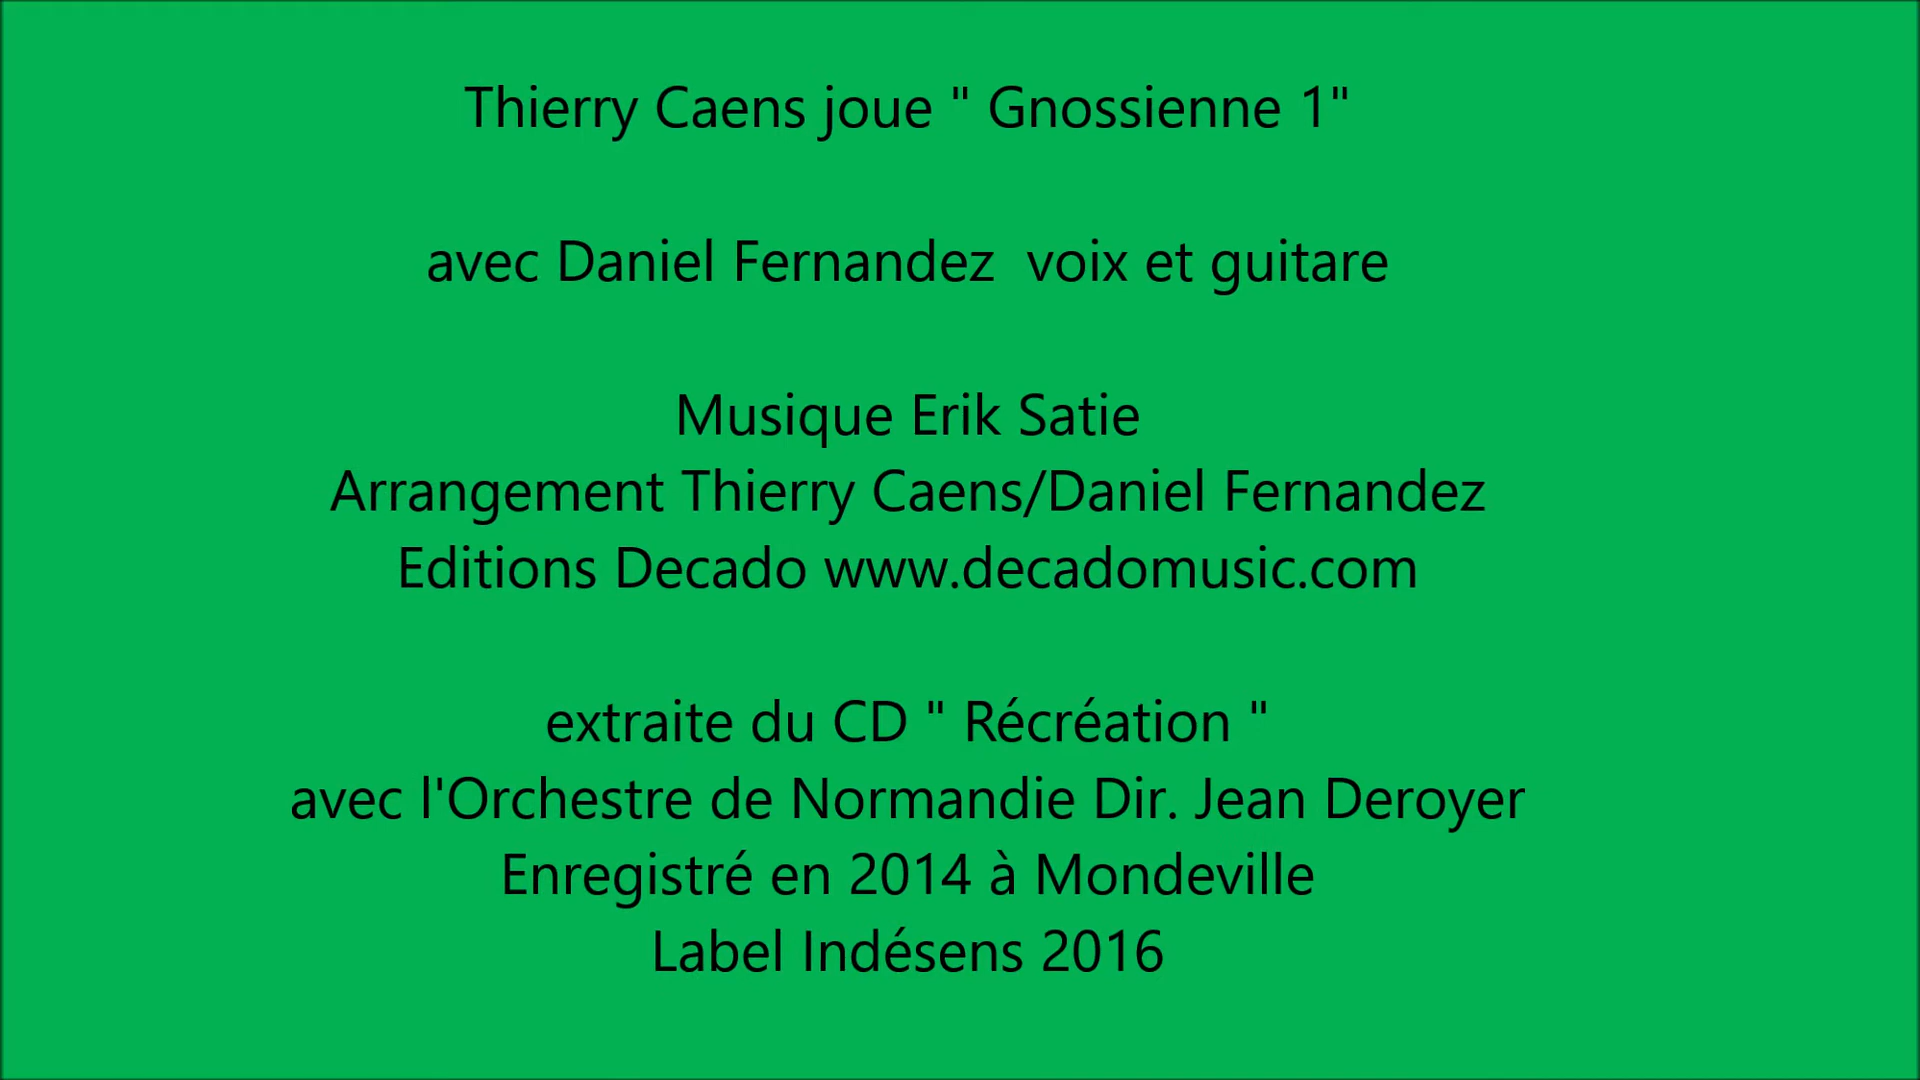 Thierry Caens joue " Gnossienne 1"
avec Daniel Fernandez  voix et guitare
Musique Erik Satie
Arrangement Thierry Caens/Daniel Fernandez
Editions Decado www.decadomusic.com
extraite du CD " Récréation "
avec l'Orchestre de Normandie Dir. Jean Deroyer
Enregistré en 2014 à Mondeville
Label Indésens 2016